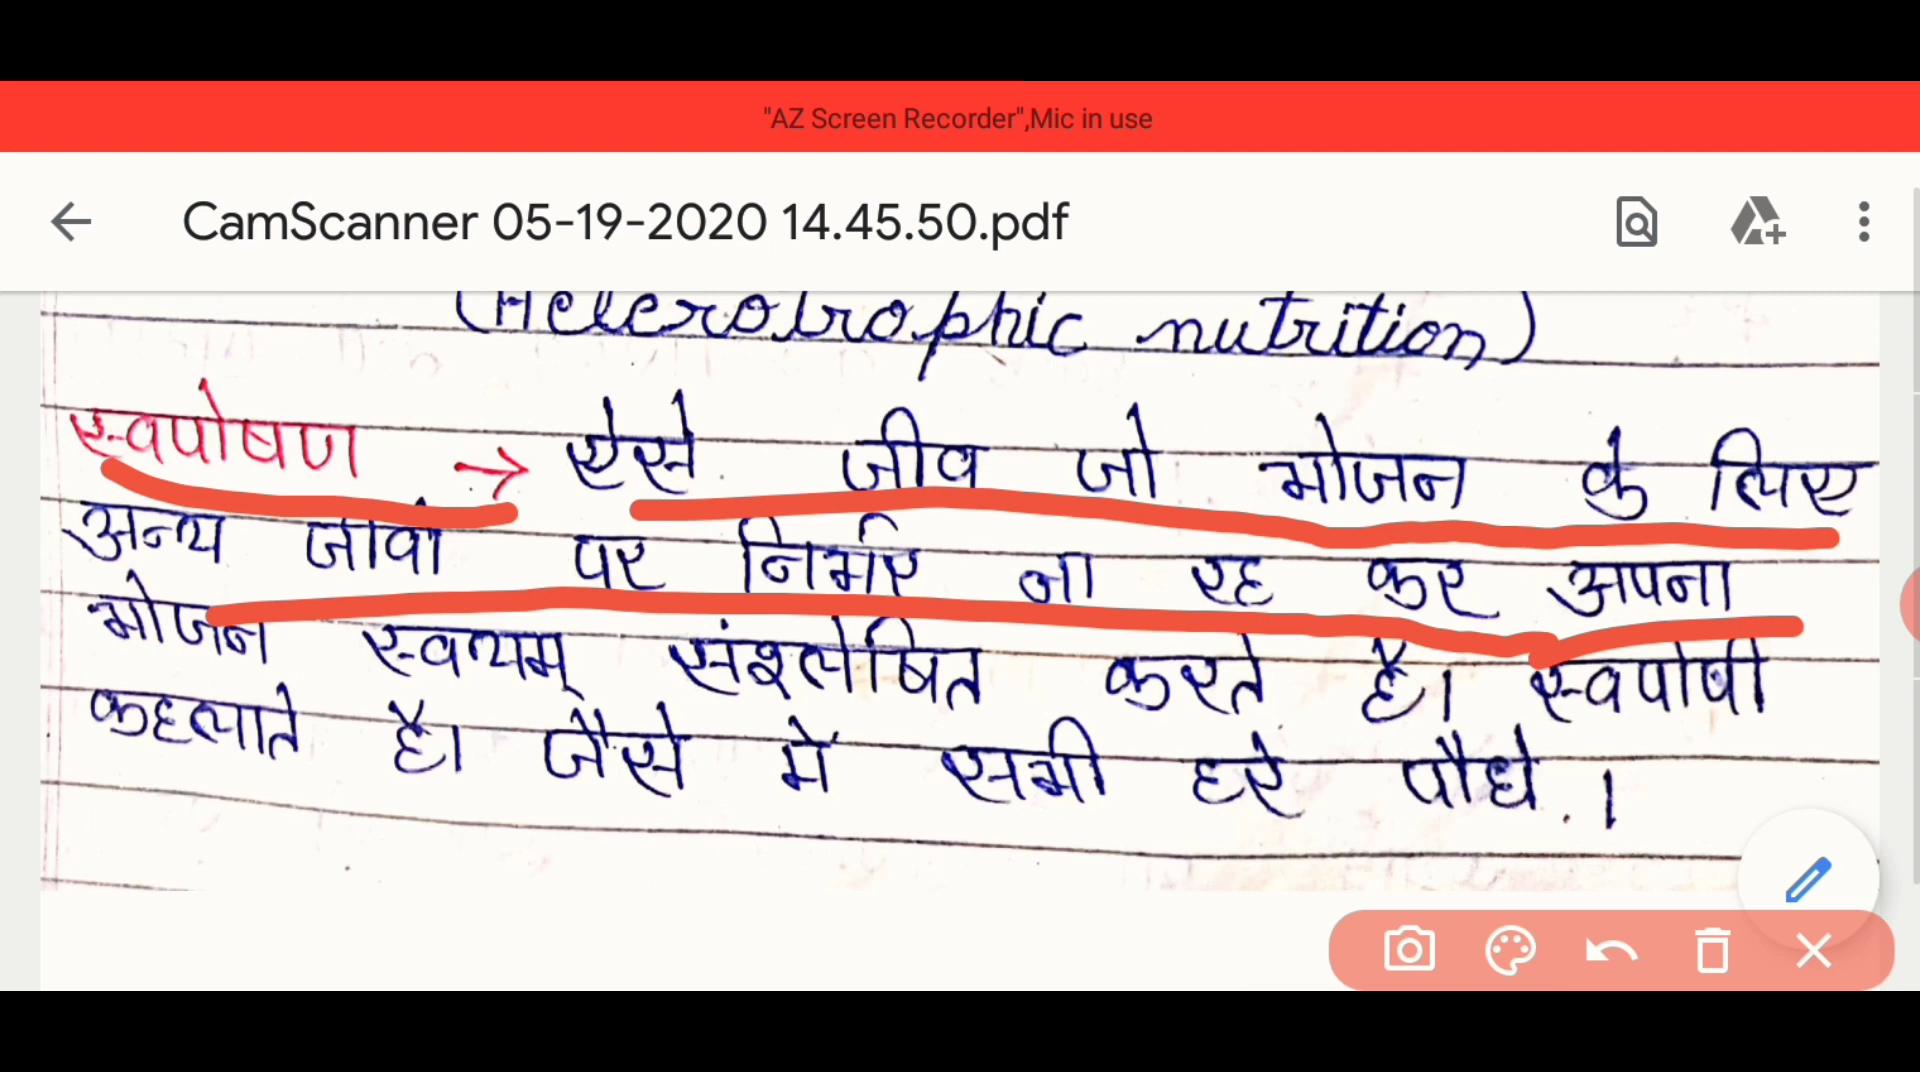 "AZ Screen Recorder",Mic in use
CamScanner 05-19-2020 14.45.50.pdf
(Heterotrophic nutrition)
स्वपोषण → ऐसे जीव जो भोजन के लिए
अन्य जीवों पर निर्भर ना रह कर अपना
भोजन स्वयम् संश्लेषित करते है। स्वपोषी
कहलाते है। जैसे मे सभी हरे पौधे . ।